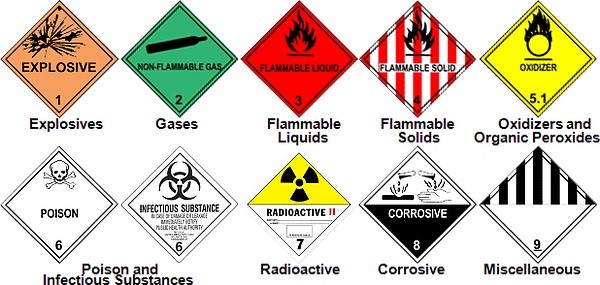 EXPLOSIVE
1
Explosives
NON-FLAMMABLE GAS
2
Gases
FLAMMABLE LIQUID
3
Flammable
Liquids
FLAMMABLE SOLID
4
Flammable
Solids
OXIDIZER
5.1
Oxidizers and
Organic Peroxides
POISON
6
INFECTIOUS SUBSTANCE
IN CASE OF DAMAGE OR LEAKAGE
IMMEDIATELY NOTIFY
PUBLIC HEALTH AUTHORITY
6
Poison and
Infectious Substances
RADIOACTIVE II
7
Radioactive
CORROSIVE
8
Corrosive
9
Miscellaneous